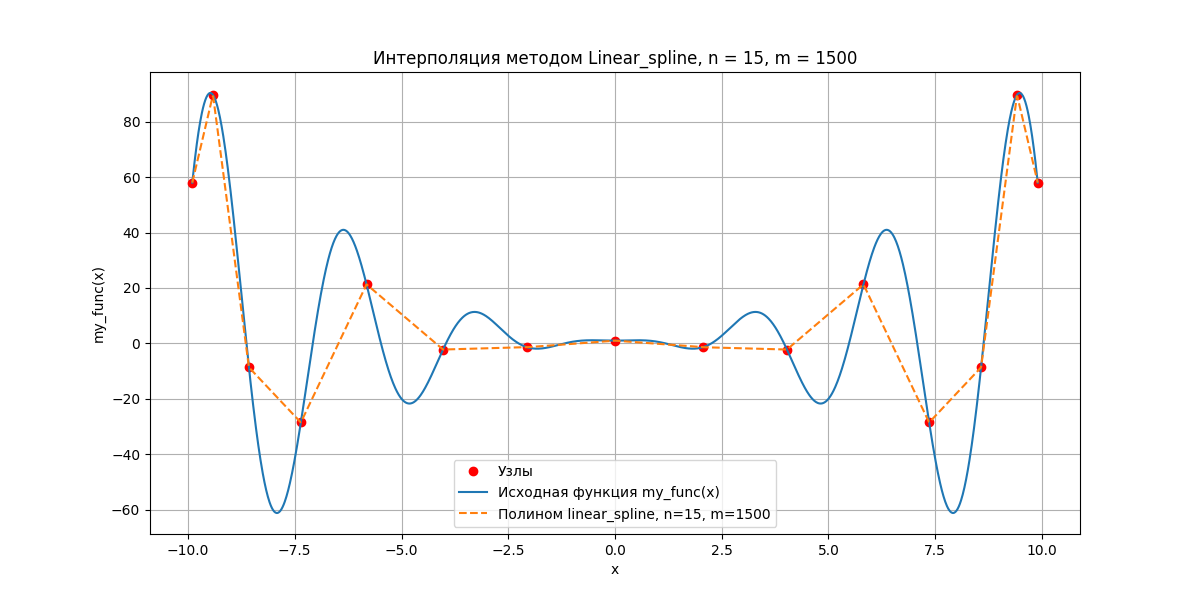 Интерполяция методом Linear_spline, n = 15, m = 1500
my_func(x)
80
60
40
20
0
−20
−40
−60
Узлы
Исходная функция my_func(x)
Полином linear_spline, n=15, m=1500
−10.0 −7.5 −5.0 −2.5 0.0 2.5 5.0 7.5 10.0
x